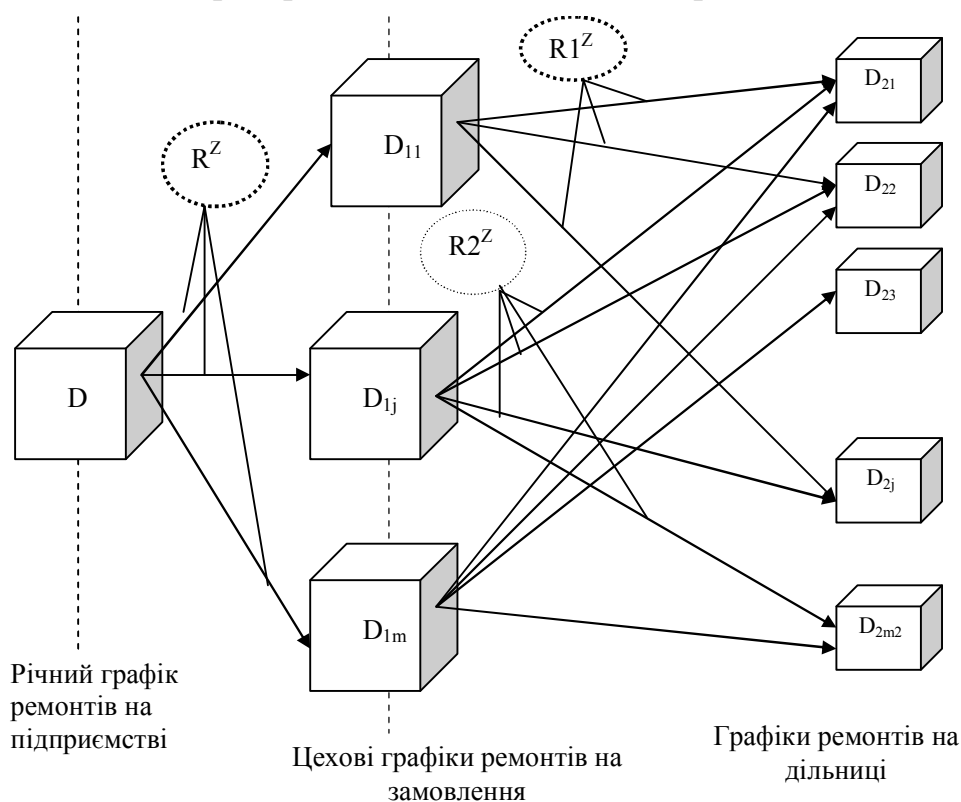 R1^Z
D₂₁
R^Z
D₁₁
D₂₂
R2^Z
D₂₃
D
D₁ⱼ
D₂ⱼ
D₁ₘ
D₂ₘ₂
Річний графік
ремонтів на
підприємстві
Цехові графіки ремонтів на
замовлення
Графіки ремонтів на
дільниці